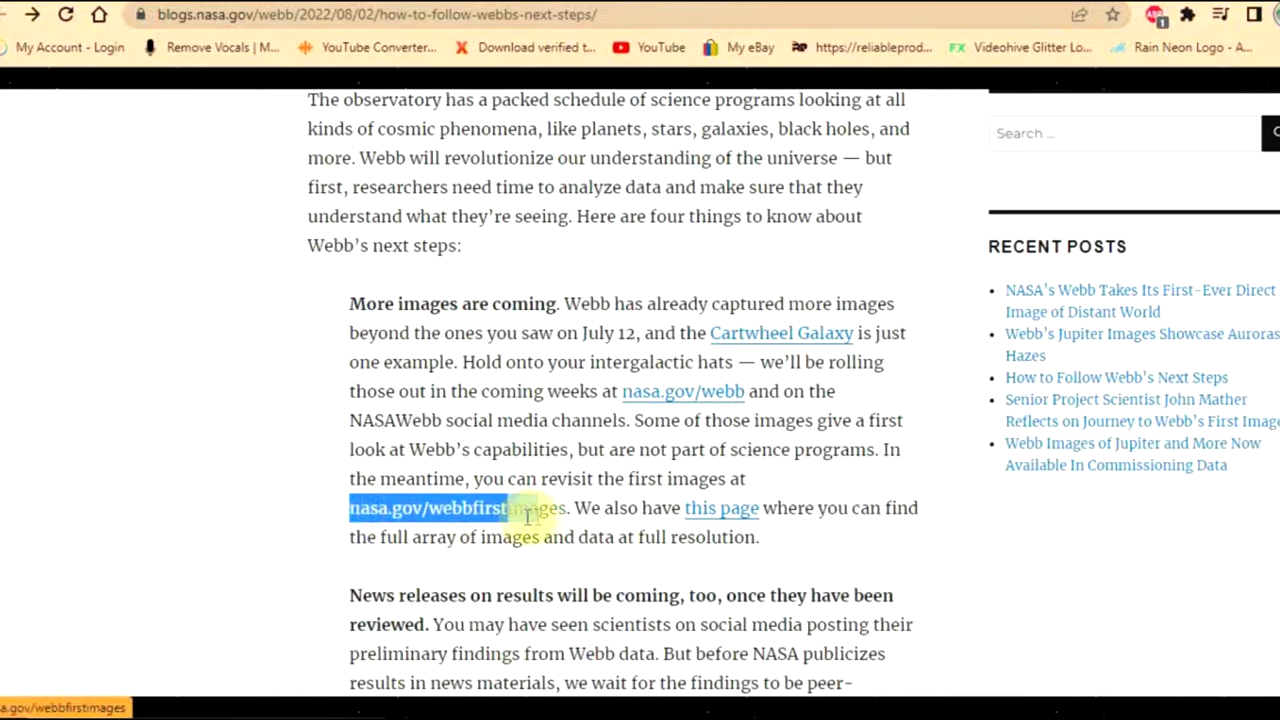 blogs.nasa.gov/webb/2022/08/02/how-to-follow-webbs-next-steps/
My Account - Login
Remove Vocals | M...
YouTube Converter...
Download verified t...
YouTube
My eBay
https://reliableprod...
Videohive Glitter Lo...
Rain Neon Logo - A...
The observatory has a packed schedule of science programs looking at all
kinds of cosmic phenomena, like planets, stars, galaxies, black holes, and
more. Webb will revolutionize our understanding of the universe — but
first, researchers need time to analyze data and make sure that they
understand what they're seeing. Here are four things to know about
Webb's next steps:
More images are coming. Webb has already captured more images
beyond the ones you saw on July 12, and the Cartwheel Galaxy is just
one example. Hold onto your intergalactic hats — we'll be rolling
those out in the coming weeks at nasa.gov/webb and on the
NASAWebb social media channels. Some of those images give a first
look at Webb's capabilities, but are not part of science programs. In
the meantime, you can revisit the first images at
nasa.gov/webbfirstimages. We also have this page where you can find
the full array of images and data at full resolution.
News releases on results will be coming, too, once they have been
reviewed. You may have seen scientists on social media posting their
preliminary findings from Webb data. But before NASA publicizes
results in news materials, we wait for the findings to be peer-
Search ...
RECENT POSTS
NASA's Webb Takes Its First-Ever Direct
Image of Distant World
Webb's Jupiter Images Showcase Auroras
Hazes
How to Follow Webb's Next Steps
Senior Project Scientist John Mather
Reflects on Journey to Webb's First Image
Webb Images of Jupiter and More Now
Available In Commissioning Data
a.gov/webbfirstimages